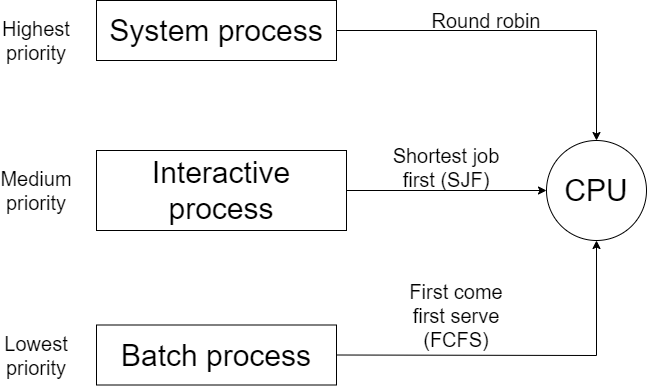 Highest
priority
System process
Round robin
Medium
priority
Interactive
process
Shortest job
first (SJF)
CPU
Lowest
priority
Batch process
First come
first serve
(FCFS)